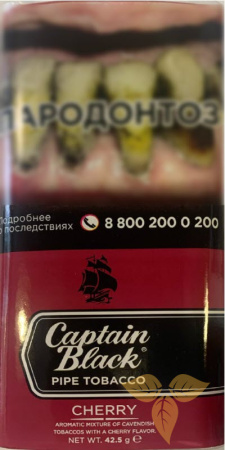 ПАРОДОНТОЗ
Подробнее
о последствиях
8 800 200 0 200
Captain
Black®
PIPE TOBACCO
CHERRY
AROMATIC MIXTURE OF CAVENDISH
TOBACCOS WITH A CHERRY FLAVOR.
NET WT. 42.5 g ℮